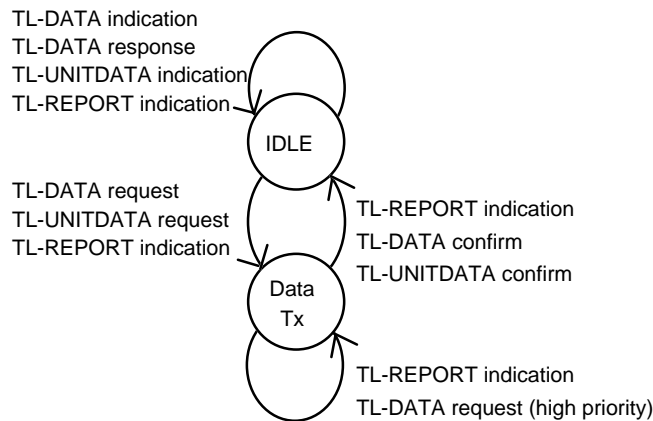 TL-DATA indication
TL-DATA response
TL-UNITDATA indication
TL-REPORT indication
IDLE
TL-DATA request
TL-UNITDATA request
TL-REPORT indication
TL-REPORT indication
TL-DATA confirm
TL-UNITDATA confirm
Data
Tx
TL-REPORT indication
TL-DATA request (high priority)